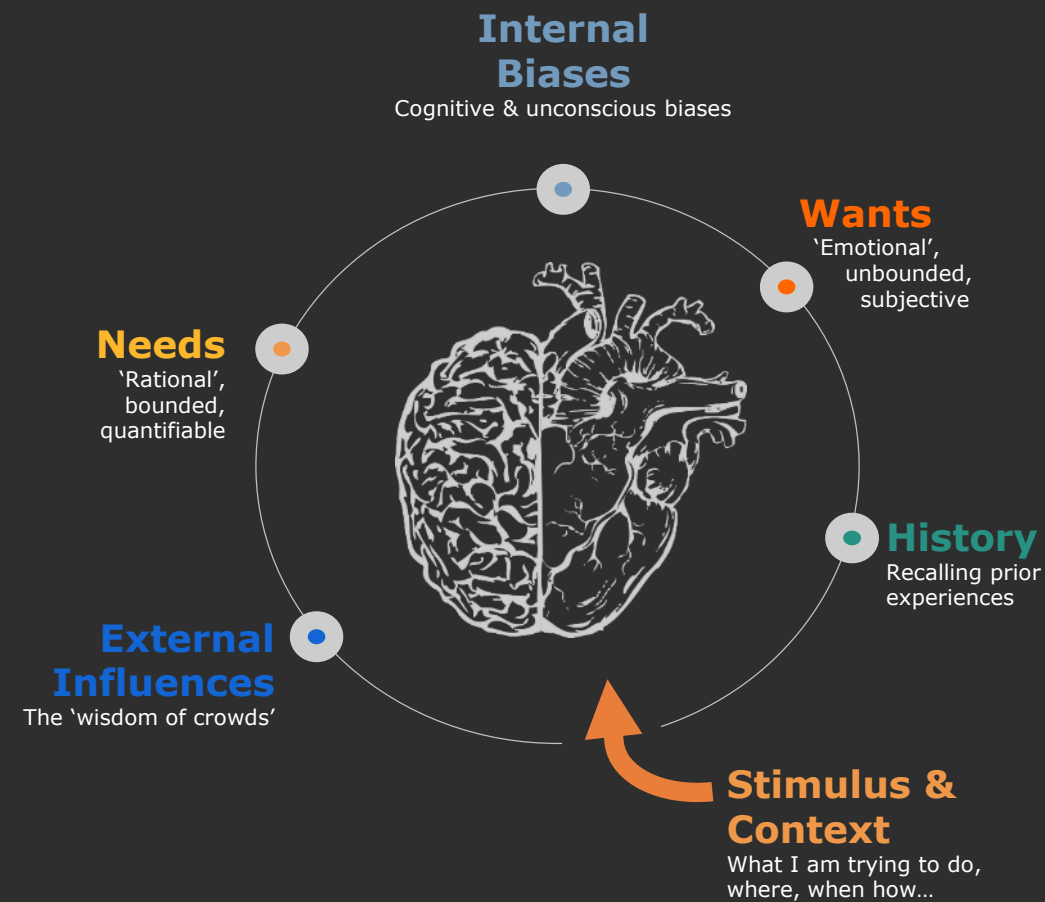 Internal
Biases
Cognitive & unconscious biases
Wants
‘Emotional’,
unbounded,
subjective
Needs
‘Rational’,
bounded,
quantifiable
History
Recalling prior
experiences
External
Influences
The ‘wisdom of crowds’
Stimulus &
Context
What I am trying to do,
where, when how…